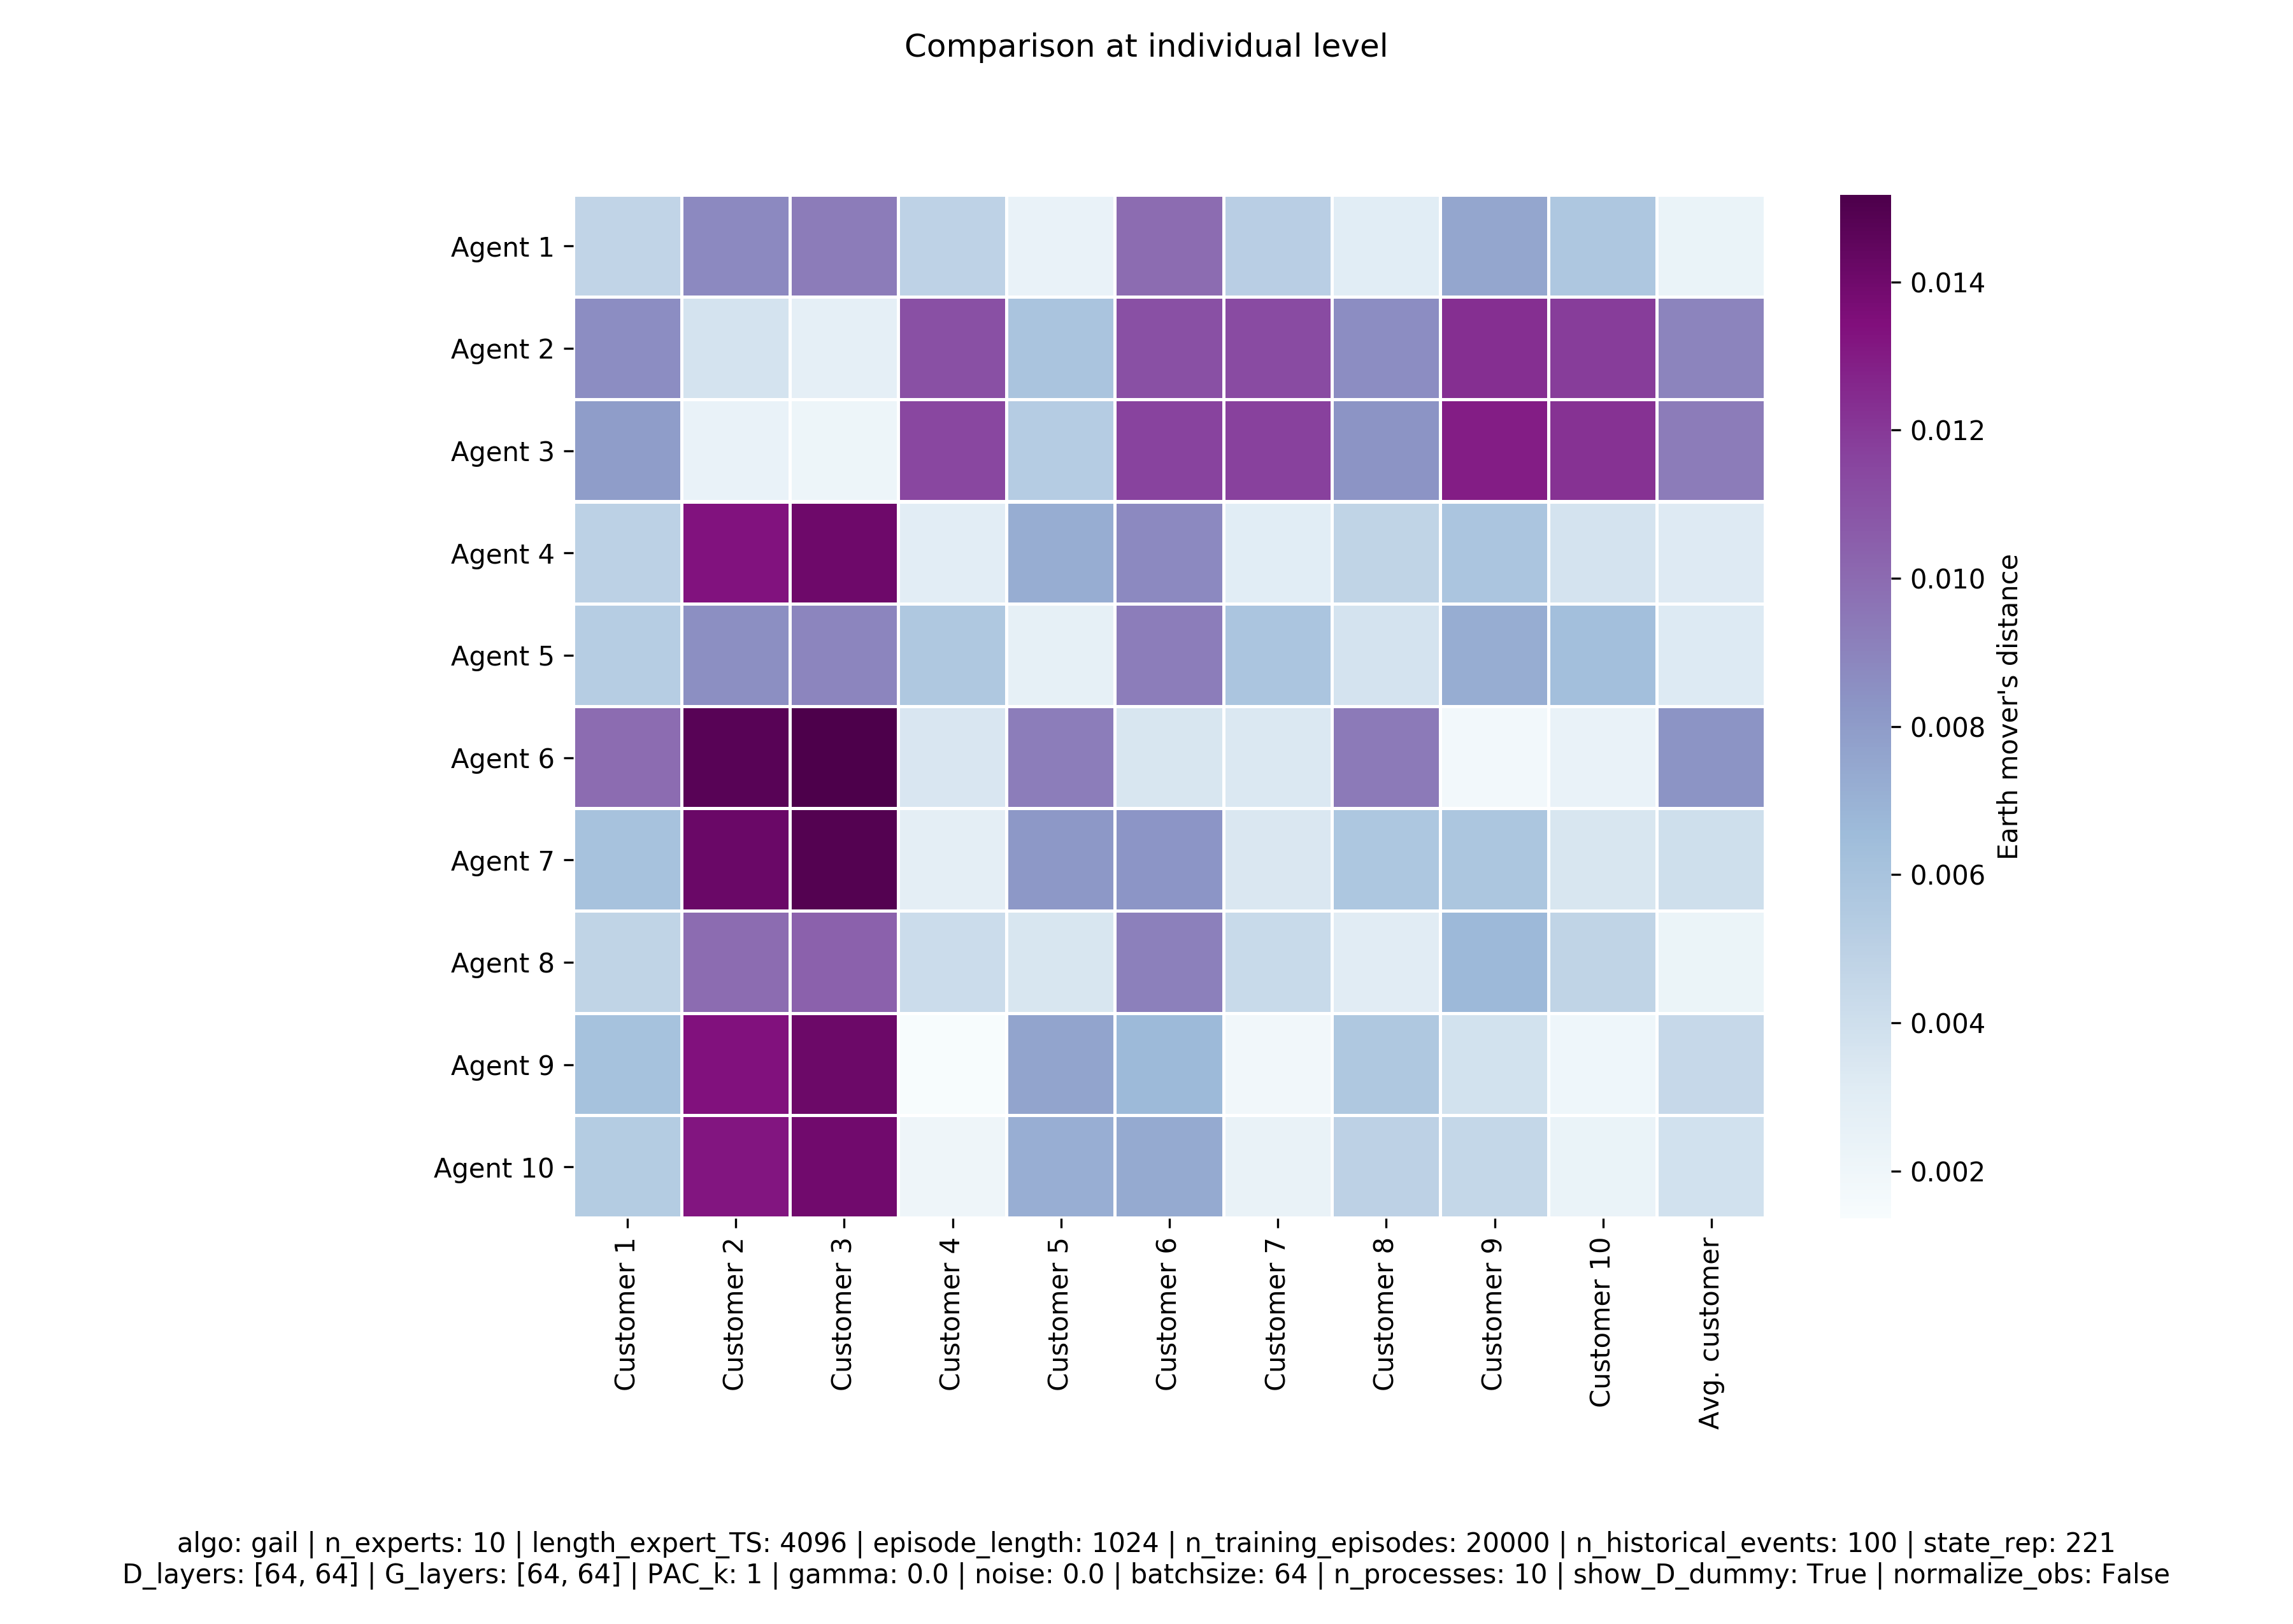 Comparison at individual level
Agent 1
Agent 2
Agent 3
Agent 4
Agent 5
Agent 6
Agent 7
Agent 8
Agent 9
Agent 10
Customer 1
Customer 2
Customer 3
Customer 4
Customer 5
Customer 6
Customer 7
Customer 8
Customer 9
Customer 10
Avg. customer
0.014
0.012
0.010
0.008
0.006
0.004
0.002
Earth mover's distance
algo: gail | n_experts: 10 | length_expert_TS: 4096 | episode_length: 1024 | n_training_episodes: 20000 | n_historical_events: 100 | state_rep: 221
D_layers: [64, 64] | G_layers: [64, 64] | PAC_k: 1 | gamma: 0.0 | noise: 0.0 | batchsize: 64 | n_processes: 10 | show_D_dummy: True | normalize_obs: False